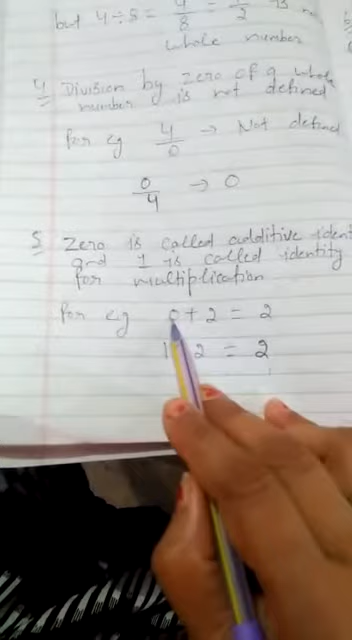 but 4 ÷ 8 = 4/8 = 1/2
whole number
4 Division by zero of a whole
number is not defined
For eg 4/0 → Not defined
0/4 → 0
5 Zero is called additive ident
and 1 is called identity
for multiplication
For eg 0 + 2 = 2
1 2 = 2